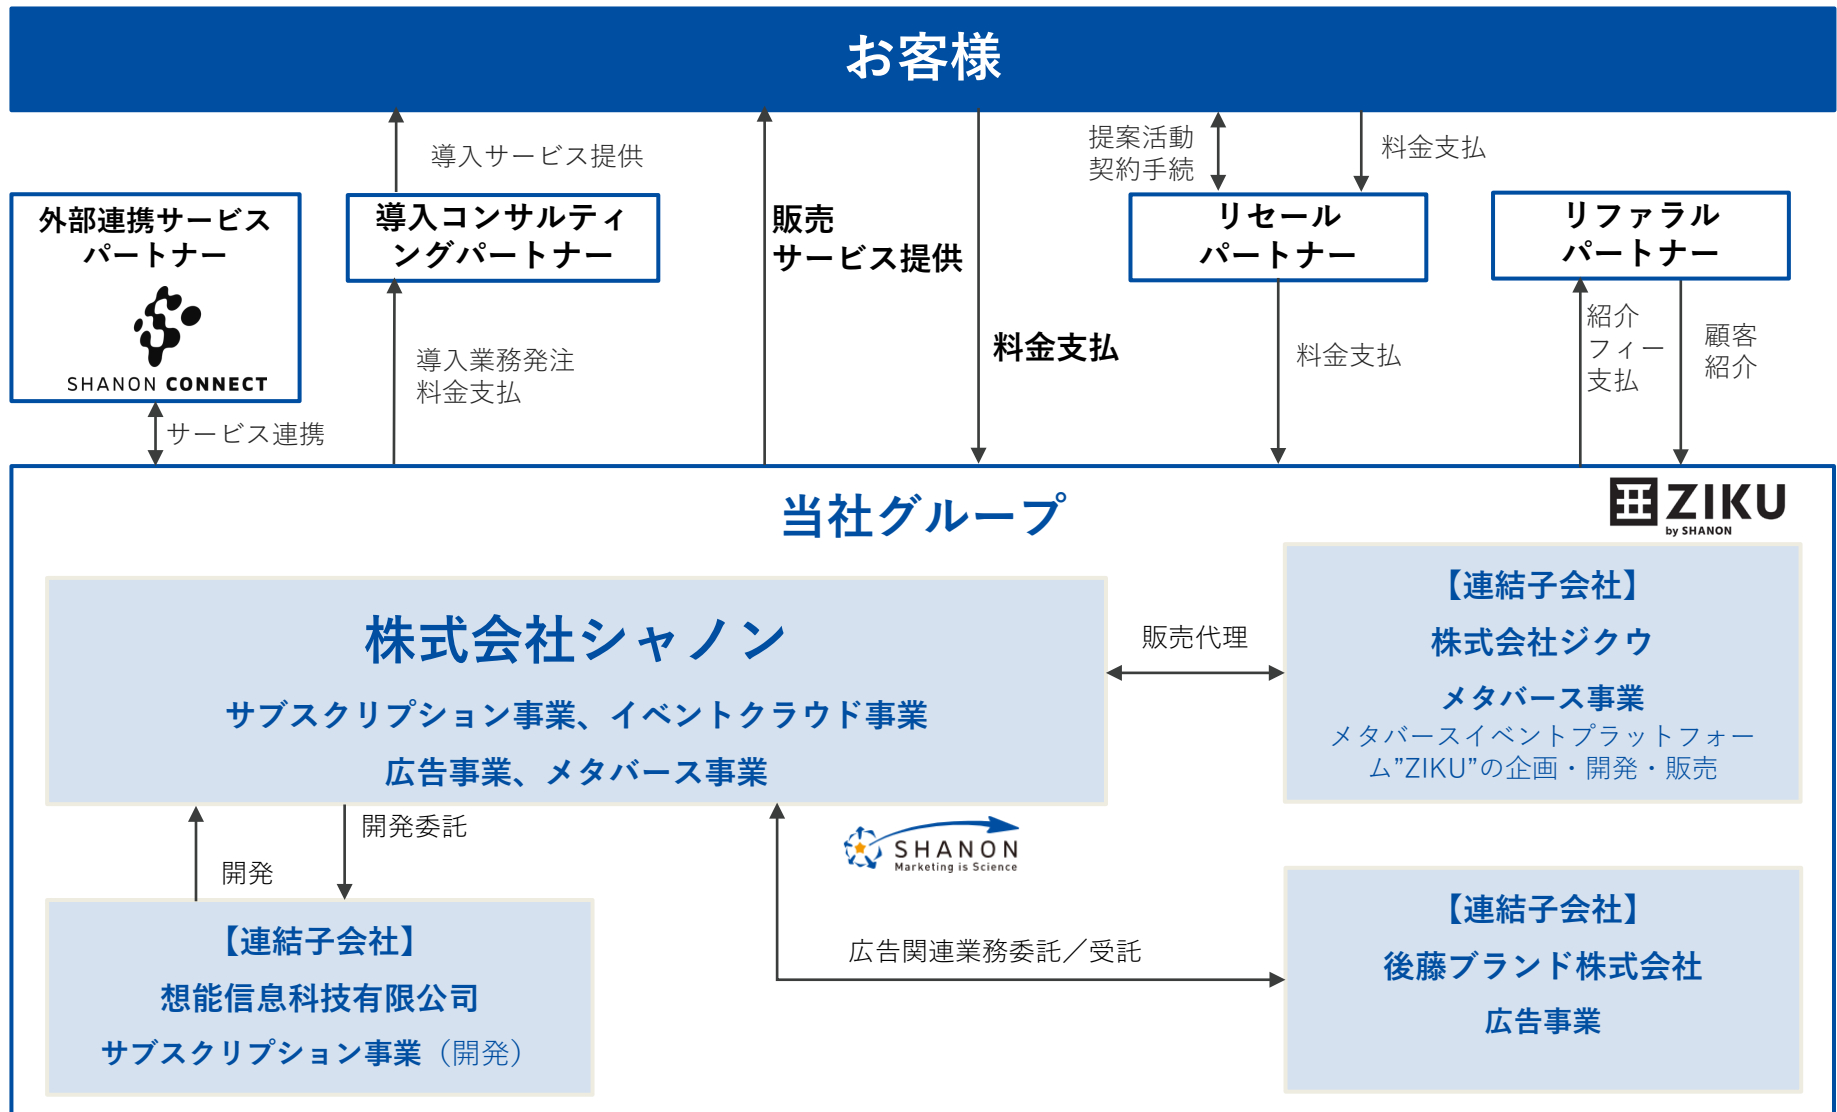 お客様
導入サービス提供
提案活動
契約手続
料金支払
外部連携サービス
パートナー
SHANON CONNECT
導入コンサルティ
ングパートナー
販売
サービス提供
リセール
パートナー
リファラル
パートナー
導入業務発注
料金支払
料金支払
料金支払
紹介
フィー
支払
顧客
紹介
サービス連携
当社グループ
ZIKU
by SHANON
株式会社シャノン
サブスクリプション事業、イベントクラウド事業
広告事業、メタバース事業
販売代理
【連結子会社】
株式会社ジクウ
メタバース事業
メタバースイベントプラットフォー
ム”ZIKU”の企画・開発・販売
開発委託
開発
SHANON
Marketing is Science
【連結子会社】
想能信息科技有限公司
サブスクリプション事業（開発）
広告関連業務委託／受託
【連結子会社】
後藤ブランド株式会社
広告事業